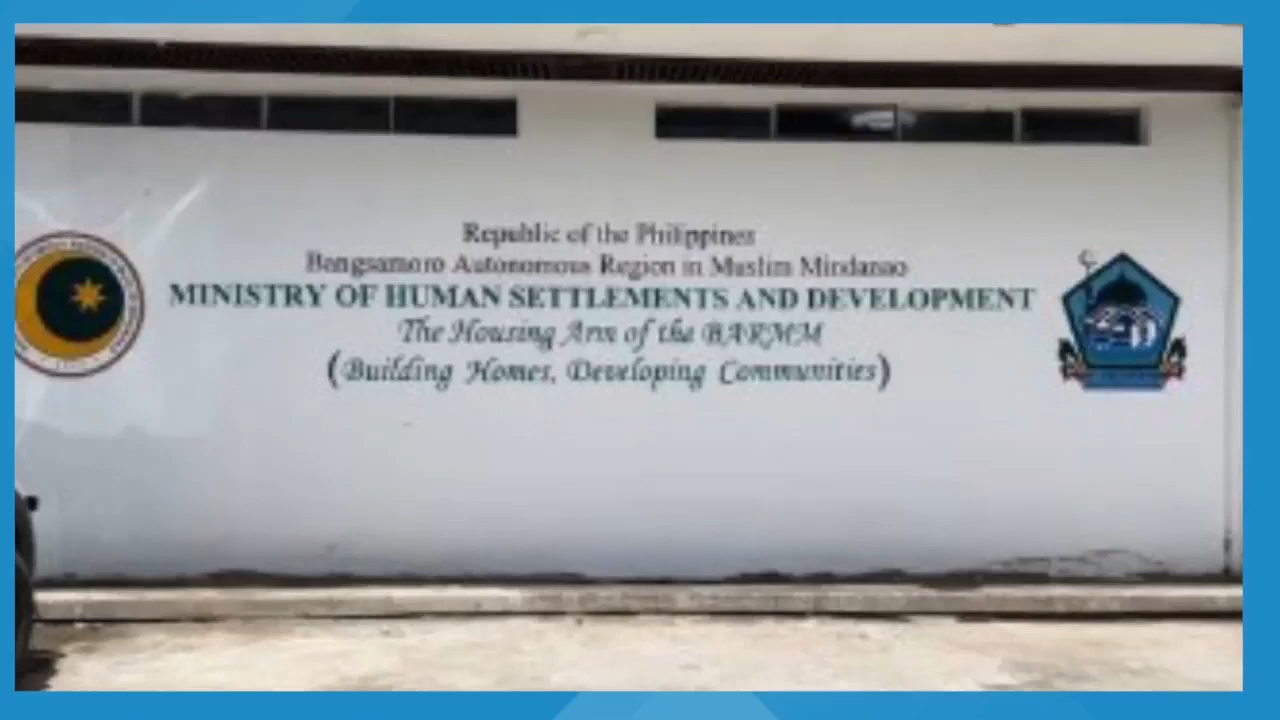 Republic of the Philippines
Bangsamoro Autonomous Region in Muslim Mindanao
MINISTRY OF HUMAN SETTLEMENTS AND DEVELOPMENT
The Housing Arm of the BARMM
(Building Homes, Developing Communities)